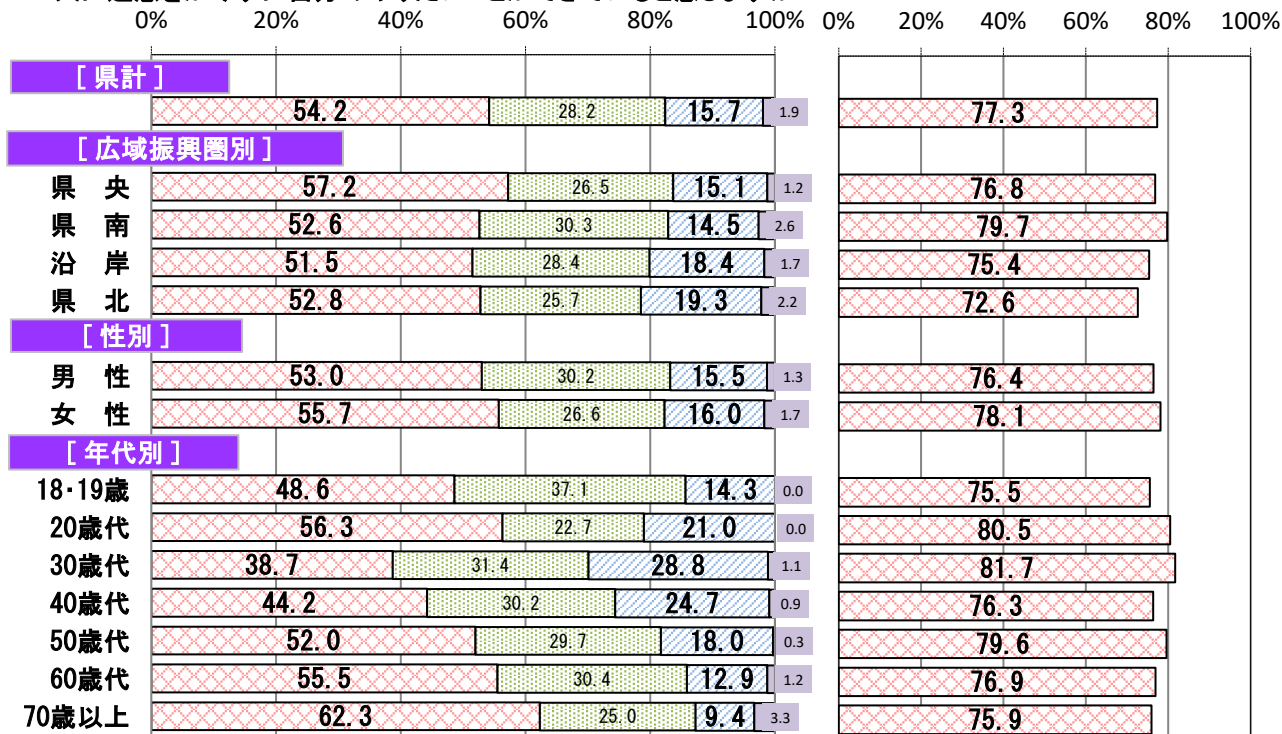 0% 20% 40% 60% 80% 100% 0% 20% 40% 60% 80% 100%
[ 県計 ]
54.2 28.2 15.7 1.9 77.3
[ 広域振興圏別 ]
県 央 57.2 26.5 15.1 1.2 76.8
県 南 52.6 30.3 14.5 2.6 79.7
沿 岸 51.5 28.4 18.4 1.7 75.4
県 北 52.8 25.7 19.3 2.2 72.6
[ 性別 ]
男 性 53.0 30.2 15.5 1.3 76.4
女 性 55.7 26.6 16.0 1.7 78.1
[ 年代別 ]
18・19歳 48.6 37.1 14.3 0.0 75.5
20歳代 56.3 22.7 21.0 0.0 80.5
30歳代 38.7 31.4 28.8 1.1 81.7
40歳代 44.2 30.2 24.7 0.9 76.3
50歳代 52.0 29.7 18.0 0.3 79.6
60歳代 55.5 30.4 12.9 1.2 76.9
70歳以上 62.3 25.0 9.4 3.3 75.9